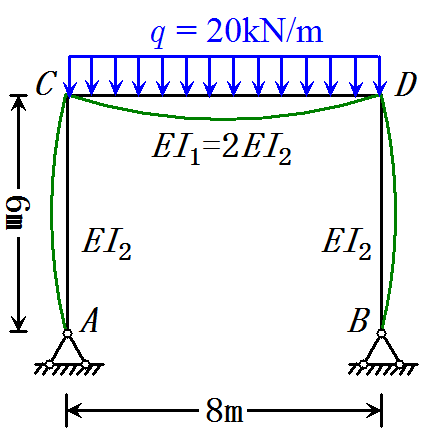 q = 20kN/m
C
D
EI₁=2EI₂
6m
EI₂
EI₂
A
B
8m